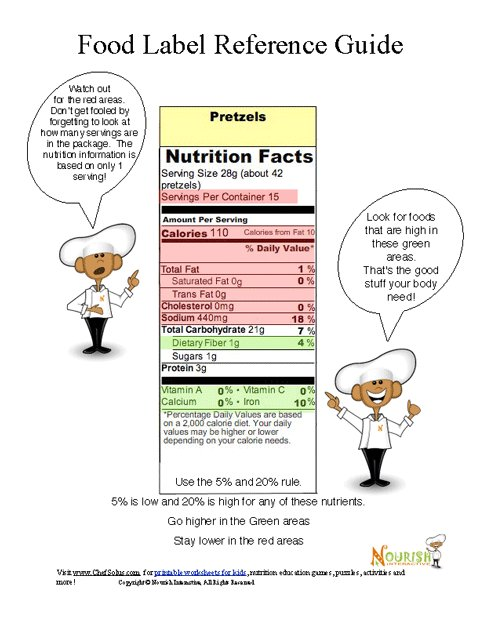 Food Label Reference Guide
Watch out
for the red areas.
Don't get fooled by
forgetting to look at
how many servings are
in the package. The
nutrition information is
based on only 1
serving!
Pretzels
Nutrition Facts
Serving Size 28g (about 42
pretzels)
Servings Per Container 15
Amount Per Serving
Calories 110 Calories from Fat 10
% Daily Value*
Total Fat 1 %
Saturated Fat 0g 0 %
Trans Fat 0g
Cholesterol 0mg 0 %
Sodium 440mg 18 %
Total Carbohydrate 21g 7 %
Dietary Fiber 1g 4 %
Sugars 1g
Protein 3g
Vitamin A 0% • Vitamin C 0%
Calcium 0% • Iron 10%
*Percentage Daily Values are based
on a 2,000 calorie diet. Your daily
values may be higher or lower
depending on your calorie needs.
Look for foods
that are high in
these green
areas.
That's the good
stuff your body
need!
N
N
Use the 5% and 20% rule.
5% is low and 20% is high for any of these nutrients.
Go higher in the Green areas
Stay lower in the red areas
NOURISH
INTERACTIVE
Visit www.ChefSolus.com for printable worksheets for kids, nutrition education games, puzzles, activities and
more! Copyright © Nourish Interactive, All Rights Reserved